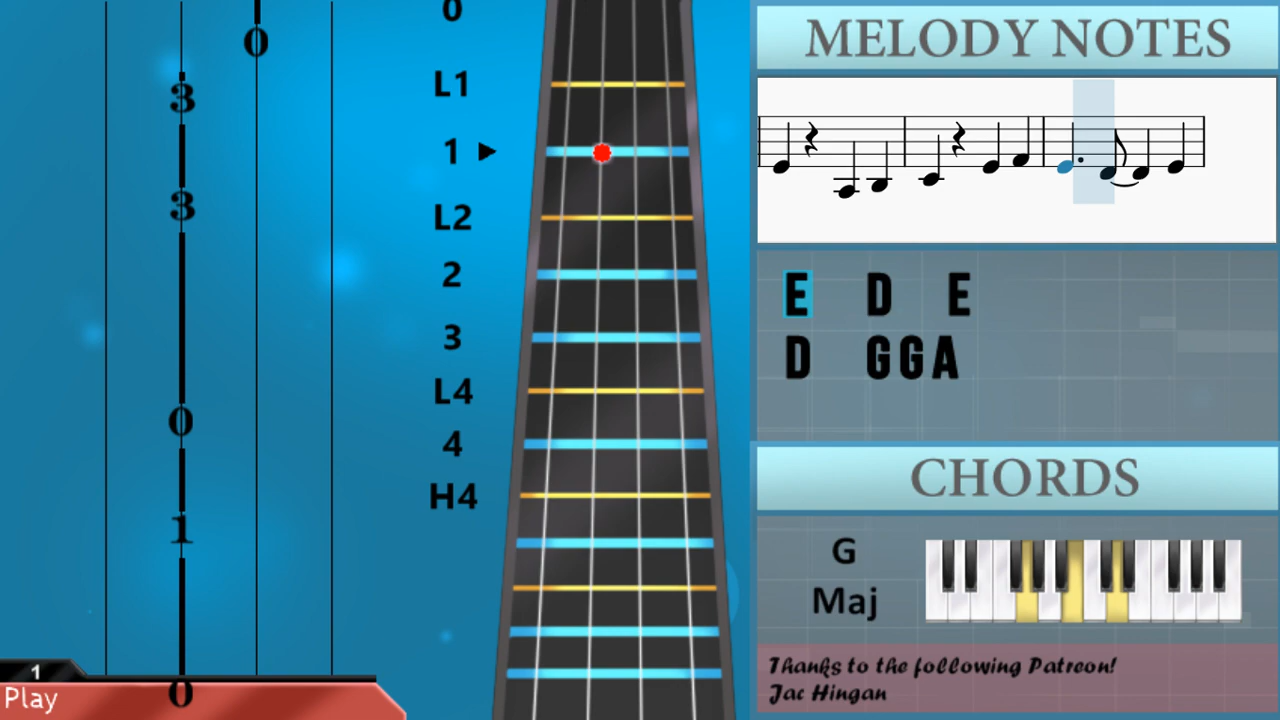 0
3
3
0
1
1
Play
0
0
L1
1
L2
2
3
L4
4
H4
MELODY NOTES
E D E
D GGA
CHORDS
G
Maj
Thanks to the following Patreon!
Jac Hingan